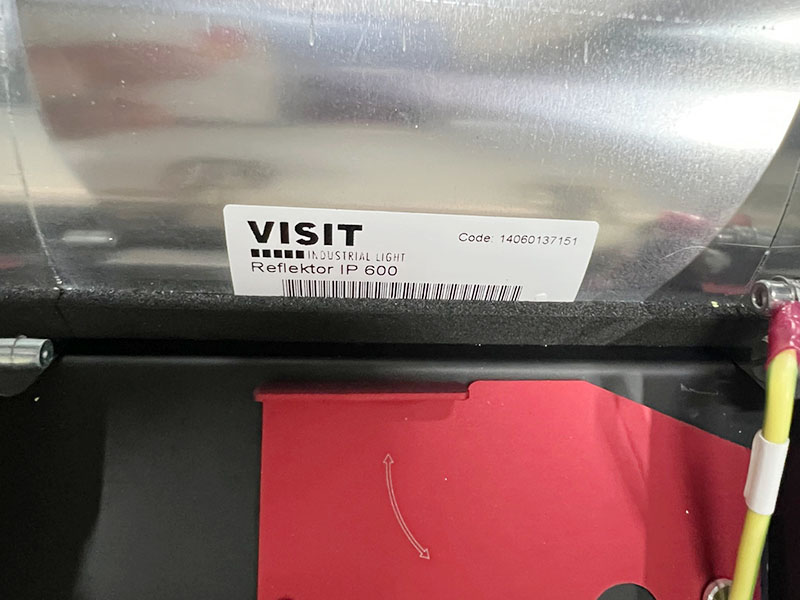 VISIT
Code: 14060137151
INDUSTRIAL LIGHT
Reflektor IP 600